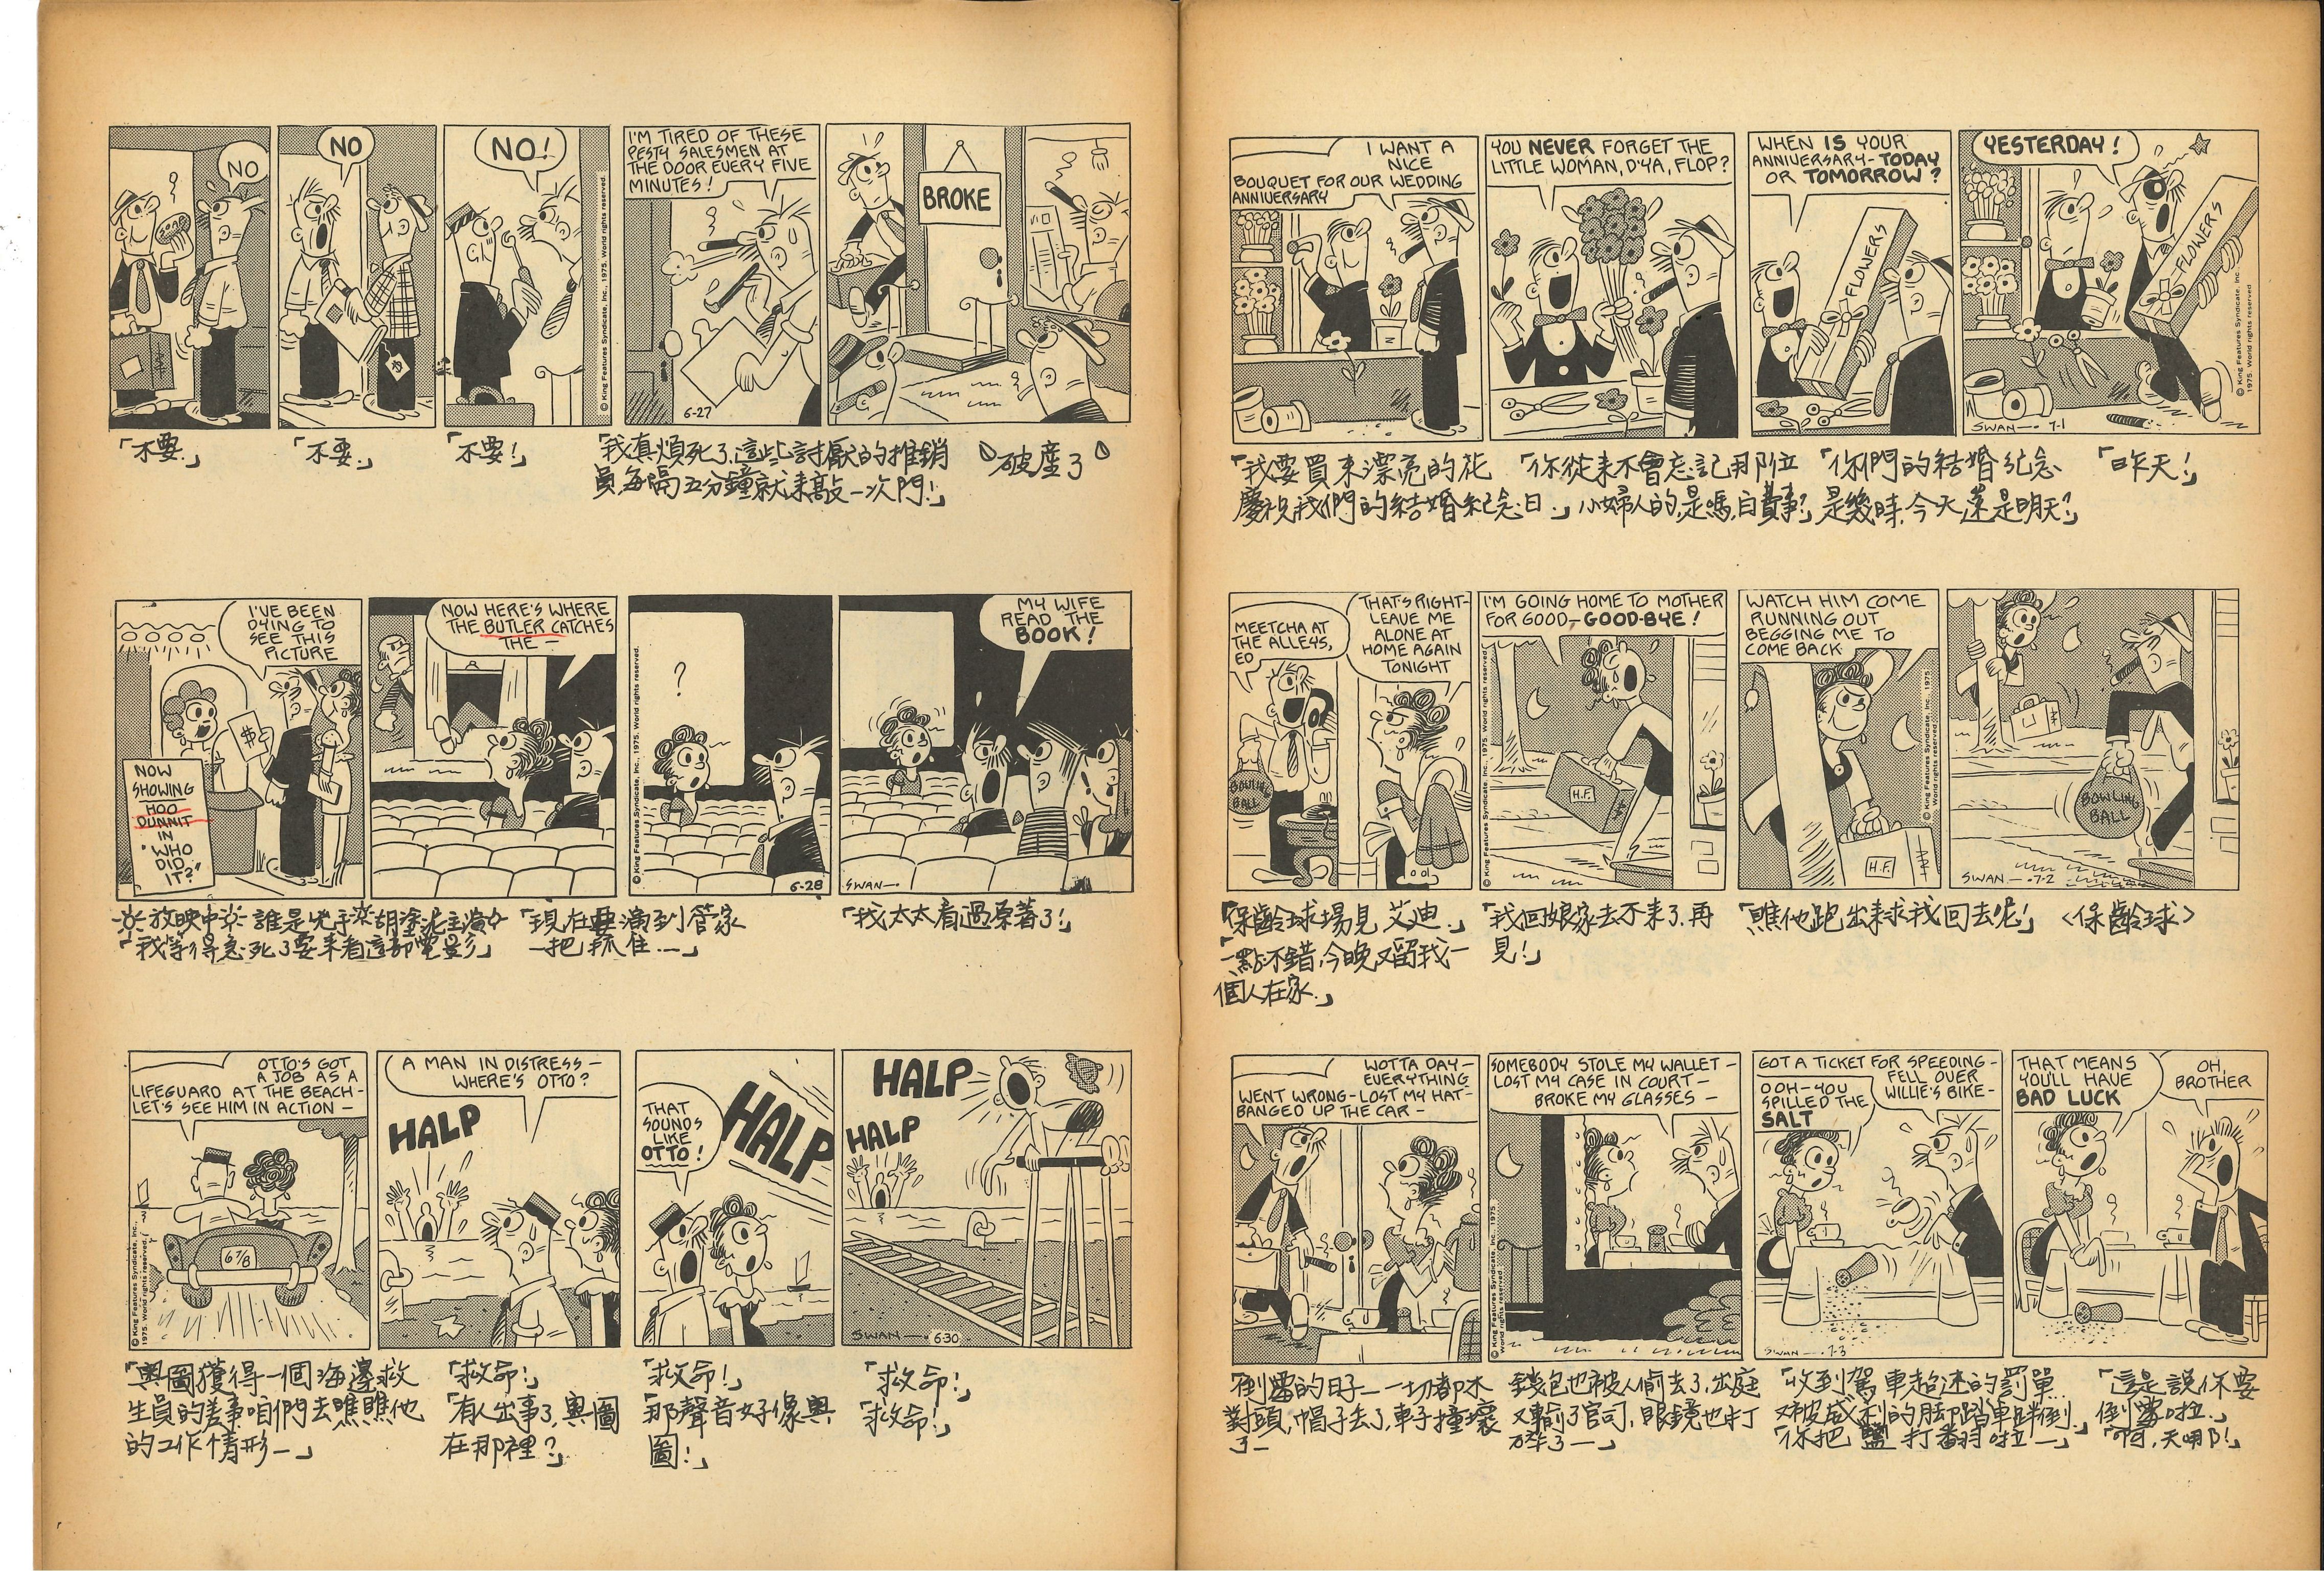 NO
NO
NO!
© King Features Syndicate, Inc., 1975. World rights reserved.
I'M TIRED OF THESE
PESTY SALESMEN AT
THE DOOR EVERY FIVE
MINUTES!
6-27
BROKE
「不要.」
「不要.」
「不要!」
「我真煩死了.這些討厭的推銷
員,每隔五分鐘就来敲一次門!」
破產了
I'VE BEEN
DYING TO
SEE THIS
PICTURE
$
NOW
SHOWING
HOO
DUNNIT
IN
"WHO
DID
IT?"
NOW HERE'S WHERE
THE BUTLER CATCHES
THE —
?
© King Features Syndicate, Inc., 1975. World rights reserved.
6-28
MY WIFE
READ THE
BOOK!
SWAN—.
放映中 誰是兇手 胡塗泥主演
「我等得急死了要来看這部電影」
「現在要演到管家
一把抓住....」
「我太太看過原著了!」
OTTO'S GOT
A JOB AS A
LIFEGUARD AT THE BEACH—
LET'S SEE HIM IN ACTION —
67/8
© King Features Syndicate, Inc.,
1975. World rights reserved.
A MAN IN DISTRESS —
WHERE'S OTTO?
HALP
THAT
SOUNDS
LIKE
OTTO!
HALP
HALP
HALP
SWAN—. 6-30
「奧圖獲得一個海邊救
生員的差事咱們去瞧瞧他
的工作情形—」
「救命!」
「有人出事了,奧圖
在那裡?」
「救命!」
「那聲音好像奧
圖!」
「救命!」
「救命!」
I WANT A
NICE
BOUQUET FOR OUR WEDDING
ANNIVERSARY
YOU NEVER FORGET THE
LITTLE WOMAN, D'YA, FLOP?
WHEN IS YOUR
ANNIVERSARY- TODAY
OR TOMORROW?
FLOWERS
YESTERDAY!
FLOWERS
© King Features Syndicate, Inc
1975. World rights reserved
SWAN—. 7-1
「我要買束漂亮的花
慶祝我們的結婚紀念日.」
「你從来不會忘記那位
小婦人的,是嗎,白費事?」
「你們的結婚紀念
是幾時,今天還是明天?」
「昨天!」
MEETCHA AT
THE ALLEYS,
ED
BOWLING
BALL
THAT'S RIGHT-
LEAVE ME
ALONE AT
HOME AGAIN
TONIGHT
I'M GOING HOME TO MOTHER
FOR GOOD— GOOD-BYE!
H.F.
© King Features Syndicate, Inc., 1975. World rights reserved.
WATCH HIM COME
RUNNING OUT
BEGGING ME TO
COME BACK
H.F.
© King Features Syndicate, Inc., 1975
World rights reserved
BOWLING
BALL
SWAN—. 7-2
「保齡球場見,艾迪.」
「一點不錯,今晚又留我一
個人在家.」
「我回娘家去不来了,再
見!」
「瞧他跑出来求我回去呢!」
<保齡球>
WOTTA DAY —
EVERYTHING
WENT WRONG- LOST MY HAT-
BANGED UP THE CAR —
SOMEBODY STOLE MY WALLET —
LOST MY CASE IN COURT —
BROKE MY GLASSES —
© King Features Syndicate, Inc., 1975
World rights reserved.
GOT A TICKET FOR SPEEDING —
FELL OVER
WILLIE'S BIKE—
OOH— YOU
SPILLED THE
SALT
SWAN—. 7-3
THAT MEANS
YOU'LL HAVE
BAD LUCK
OH,
BROTHER
「倒霉的日子——一切都不
對頭,帽子丢了,車子撞壞
了—
錢包也被人偷去了,出庭
又輸了官司,眼鏡也打
碎了—」
「收到駕車超速的罰單
又被威利的脚踏車跘倒」
「你把鹽打翻啦—」
「這是說你要
倒霉啦.」
「啊,天哪!」